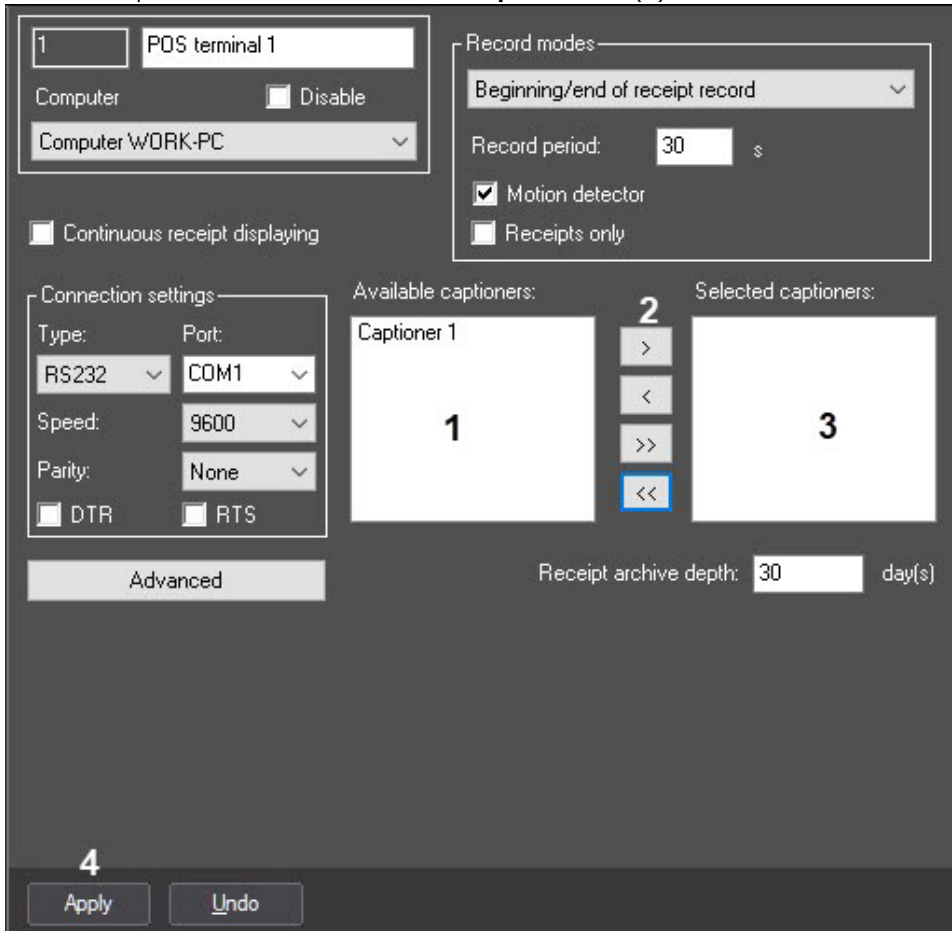 1 POS terminal 1
Computer Disable
Computer WORK-PC
Record modes
Beginning/end of receipt record
Record period: 30 s
Motion detector
Receipts only
Continuous receipt displaying
Connection settings
Type: Port:
RS232 COM1
Speed: 9600
Parity: None
DTR RTS
Available captioners:
Captioner 1
1
2
>
<
>>
<<
Selected captioners:
3
Advanced
Receipt archive depth: 30 day(s)
4
Apply Undo